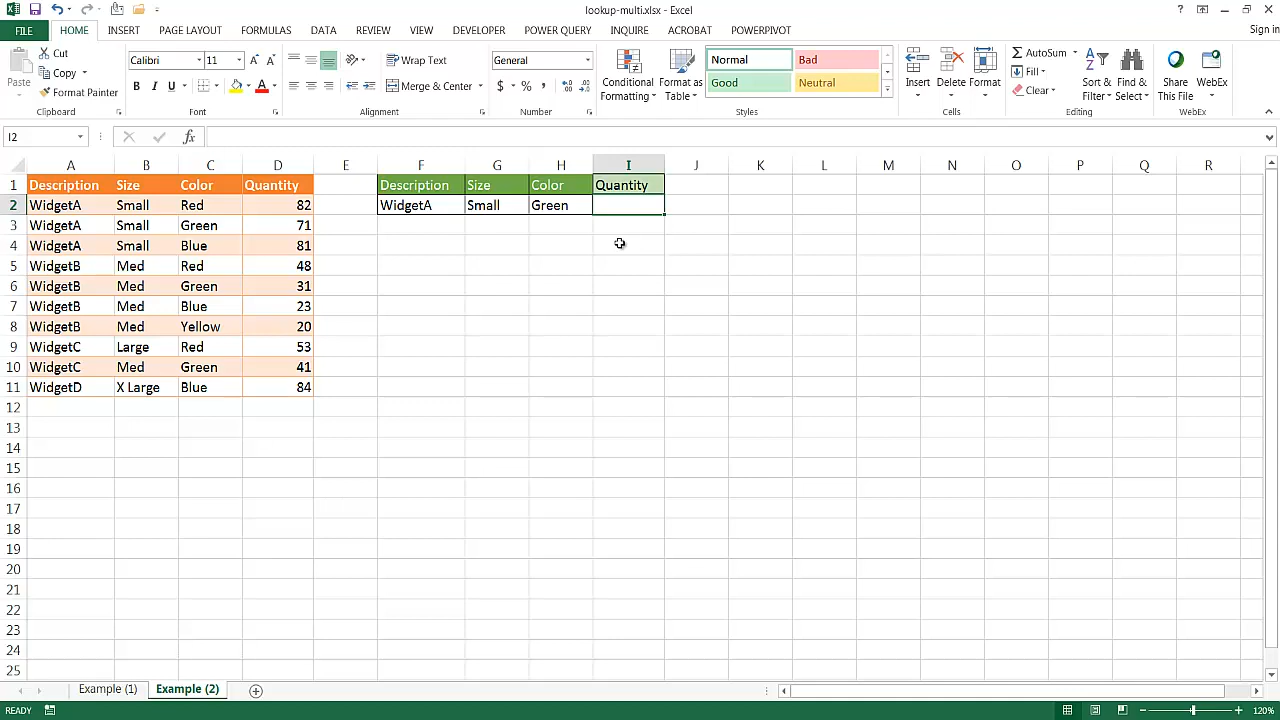 lookup-multi.xlsx - Excel
FILE HOME INSERT PAGE LAYOUT FORMULAS DATA REVIEW VIEW DEVELOPER POWER QUERY INQUIRE ACROBAT POWERPIVOT Sign in
Paste
Cut
Copy
Format Painter
Clipboard
Calibri 11
B I U
Font
Wrap Text
Merge & Center
Alignment
General
$ % ,
Number
Conditional Formatting
Format as Table
Normal Bad
Good Neutral
Styles
Insert Delete Format
Cells
AutoSum
Fill
Clear
Sort & Filter
Find & Select
Editing
Share This File
WebEx
WebEx
I2 fx
A B C D E F G H I J K L M N O P Q R
1 Description Size Color Quantity Description Size Color Quantity
2 WidgetA Small Red 82 WidgetA Small Green
3 WidgetA Small Green 71
4 WidgetA Small Blue 81
5 WidgetB Med Red 48
6 WidgetB Med Green 31
7 WidgetB Med Blue 23
8 WidgetB Med Yellow 20
9 WidgetC Large Red 53
10 WidgetC Med Green 41
11 WidgetD X Large Blue 84
12
13
14
15
16
17
18
19
20
21
22
23
24
25
Example (1) Example (2)
READY 120%